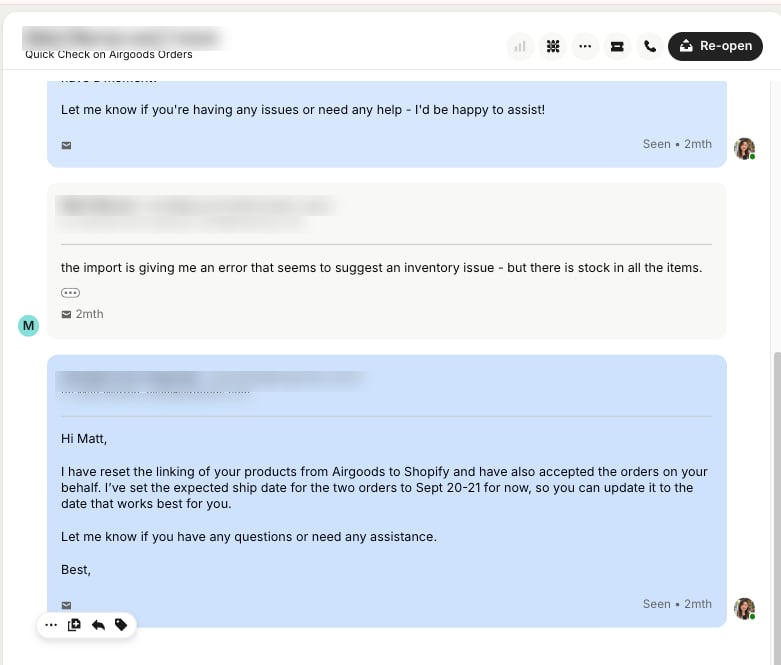 Quick Check on Airgoods Orders
Re-open
Let me know if you're having any issues or need any help - I'd be happy to assist!
Seen • 2mth
the import is giving me an error that seems to suggest an inventory issue - but there is stock in all the items.
2mth
M
Hi Matt,
I have reset the linking of your products from Airgoods to Shopify and have also accepted the orders on your
behalf. I’ve set the expected ship date for the two orders to Sept 20-21 for now, so you can update it to the
date that works best for you.
Let me know if you have any questions or need any assistance.
Best,
Seen • 2mth